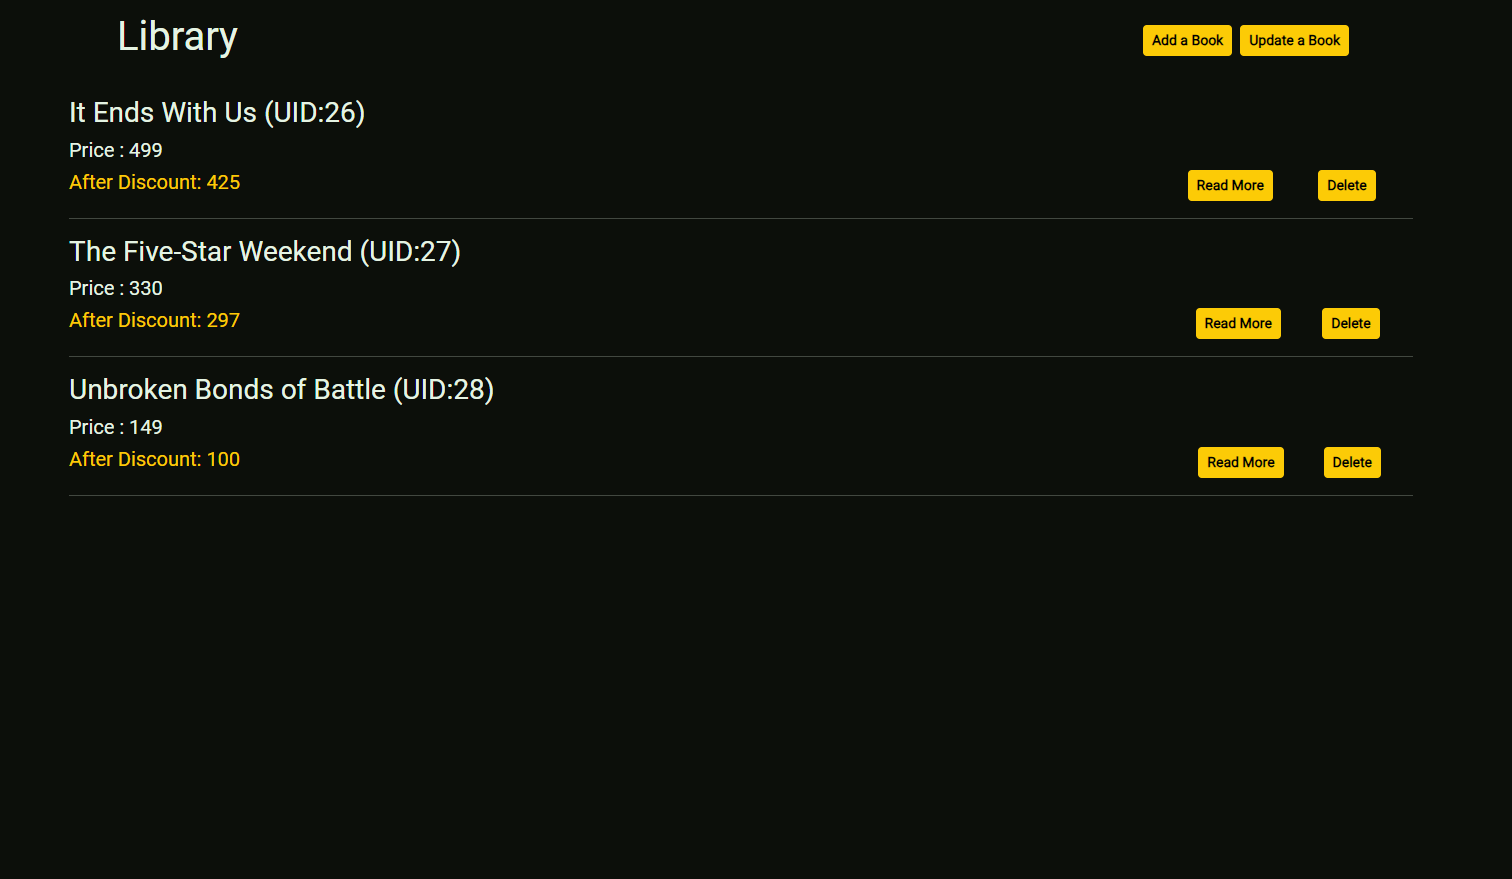 Library
Add a Book
Update a Book
It Ends With Us (UID:26)
Price : 499
After Discount: 425
Read More
Delete
The Five-Star Weekend (UID:27)
Price : 330
After Discount: 297
Read More
Delete
Unbroken Bonds of Battle (UID:28)
Price : 149
After Discount: 100
Read More
Delete